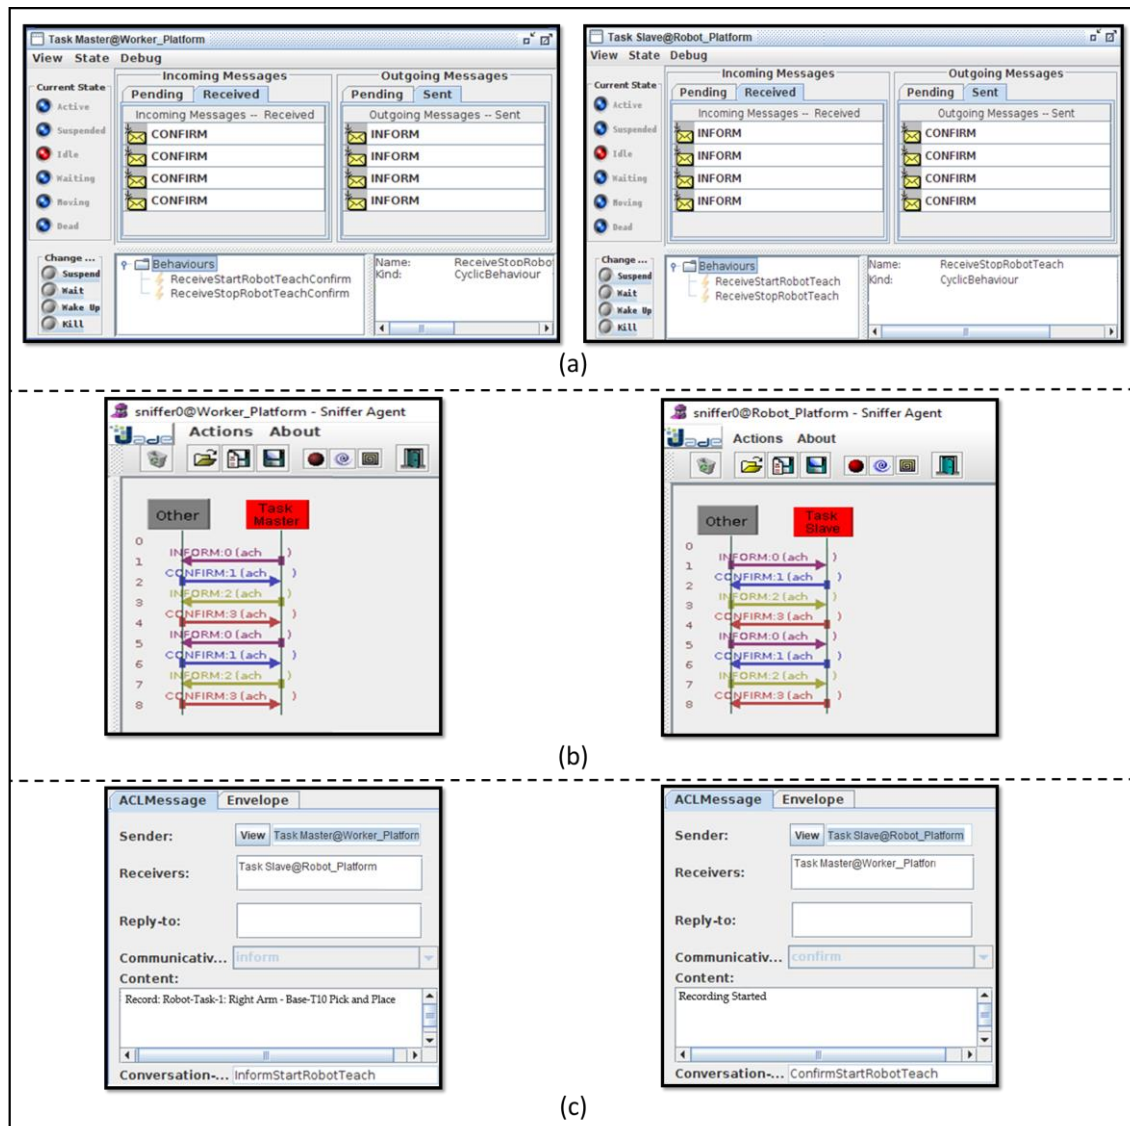 Task Master@Worker_Platform
View State Debug
Current State
Active
Suspended
Idle
Waiting
Moving
Dead
Change ...
Suspend
Wait
Wake Up
Kill
Incoming Messages
Pending Received
Incoming Messages -- Received
CONFIRM
CONFIRM
CONFIRM
CONFIRM
Outgoing Messages
Pending Sent
Outgoing Messages -- Sent
INFORM
INFORM
INFORM
INFORM
Behaviours
ReceiveStartRobotTeachConfirm
ReceiveStopRobotTeachConfirm
Name: ReceiveStopRobot
Kind: CyclicBehaviour
Task Slave@Robot_Platform
View State Debug
Current State
Active
Suspended
Idle
Waiting
Moving
Dead
Change ...
Suspend
Wait
Wake Up
Kill
Incoming Messages
Pending Received
Incoming Messages -- Received
INFORM
INFORM
INFORM
INFORM
Outgoing Messages
Pending Sent
Outgoing Messages -- Sent
CONFIRM
CONFIRM
CONFIRM
CONFIRM
Behaviours
ReceiveStartRobotTeach
ReceiveStopRobotTeach
Name: ReceiveStopRobotTeach
Kind: CyclicBehaviour
(a)
sniffer0@Worker_Platform - Sniffer Agent
Jade Actions About
Other
Task
Master
0
INFORM:0 (ach )
1
CONFIRM:1 (ach )
2
INFORM:2 (ach )
3
CONFIRM:3 (ach )
4
INFORM:0 (ach )
5
CONFIRM:1 (ach )
6
INFORM:2 (ach )
7
CONFIRM:3 (ach )
8
sniffer0@Robot_Platform - Sniffer Agent
Jade Actions About
Other
Task
Slave
0
INFORM:0 (ach )
1
CONFIRM:1 (ach )
2
INFORM:2 (ach )
3
CONFIRM:3 (ach )
4
INFORM:0 (ach )
5
CONFIRM:1 (ach )
6
INFORM:2 (ach )
7
CONFIRM:3 (ach )
8
(b)
ACLMessage Envelope
Sender: View Task Master@Worker_Platform
Receivers: Task Slave@Robot_Platform
Reply-to:
Communicativ... inform
Content:
Record: Robot-Task-1: Right Arm - Base-T10 Pick and Place
Conversation-... InformStartRobotTeach
ACLMessage Envelope
Sender: View Task Slave@Robot_Platform
Receivers: Task Master@Worker_Platfon
Reply-to:
Communicativ... confirm
Content:
Recording Started
Conversation-... ConfirmStartRobotTeach
(c)